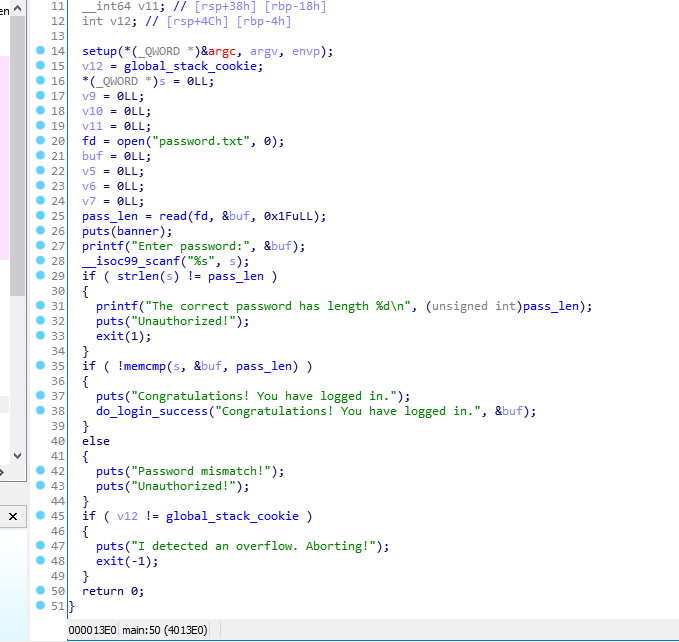 en
11 __int64 v11; // [rsp+38h] [rbp-18h]
12 int v12; // [rsp+4Ch] [rbp-4h]
13
14 setup(*(_QWORD *)&argc, argv, envp);
15 v12 = global_stack_cookie;
16 *(_QWORD *)s = 0LL;
17 v9 = 0LL;
18 v10 = 0LL;
19 v11 = 0LL;
20 fd = open("password.txt", 0);
21 buf = 0LL;
22 v5 = 0LL;
23 v6 = 0LL;
24 v7 = 0LL;
25 pass_len = read(fd, &buf, 0x1FuLL);
26 puts(banner);
27 printf("Enter password:", &buf);
28 __isoc99_scanf("%s", s);
29 if ( strlen(s) != pass_len )
30 {
31 printf("The correct password has length %d\n", (unsigned int)pass_len);
32 puts("Unauthorized!");
33 exit(1);
34 }
35 if ( !memcmp(s, &buf, pass_len) )
36 {
37 puts("Congratulations! You have logged in.");
38 do_login_success("Congratulations! You have logged in.", &buf);
39 }
40 else
41 {
42 puts("Password mismatch!");
43 puts("Unauthorized!");
44 }
45 if ( v12 != global_stack_cookie )
46 {
47 puts("I detected an overflow. Aborting!");
48 exit(-1);
49 }
50 return 0;
51 }
000013E0 main:50 (4013E0)